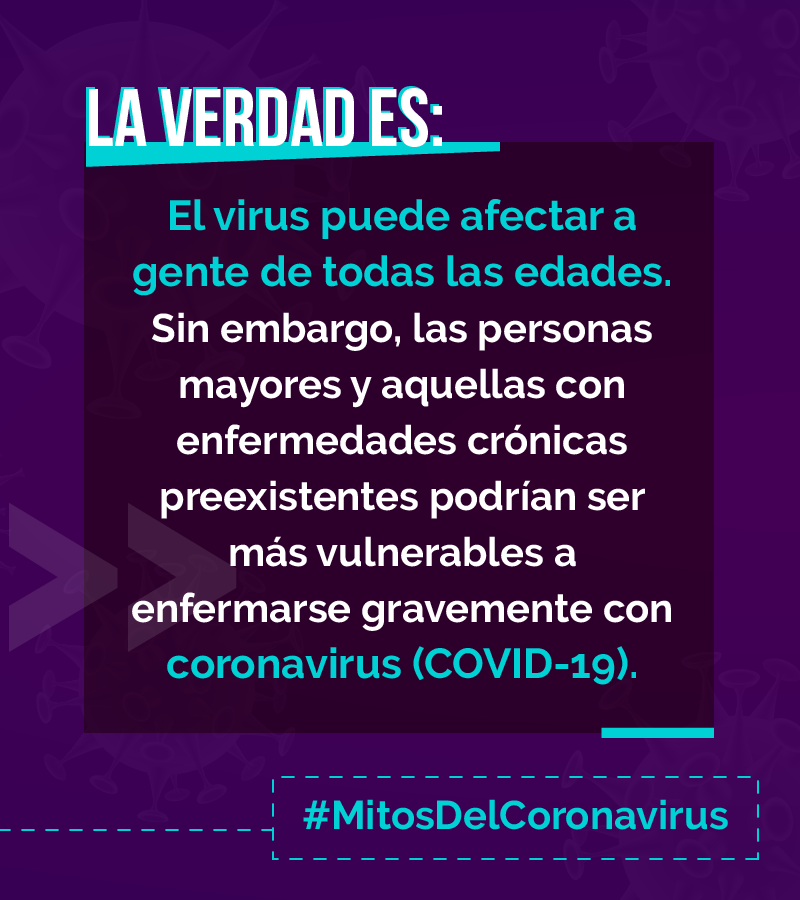 LA VERDAD ES:
El virus puede afectar a
gente de todas las edades.
Sin embargo, las personas
mayores y aquellas con
enfermedades crónicas
preexistentes podrían ser
más vulnerables a
enfermarse gravemente con
coronavirus (COVID-19).
#MitosDelCoronavirus